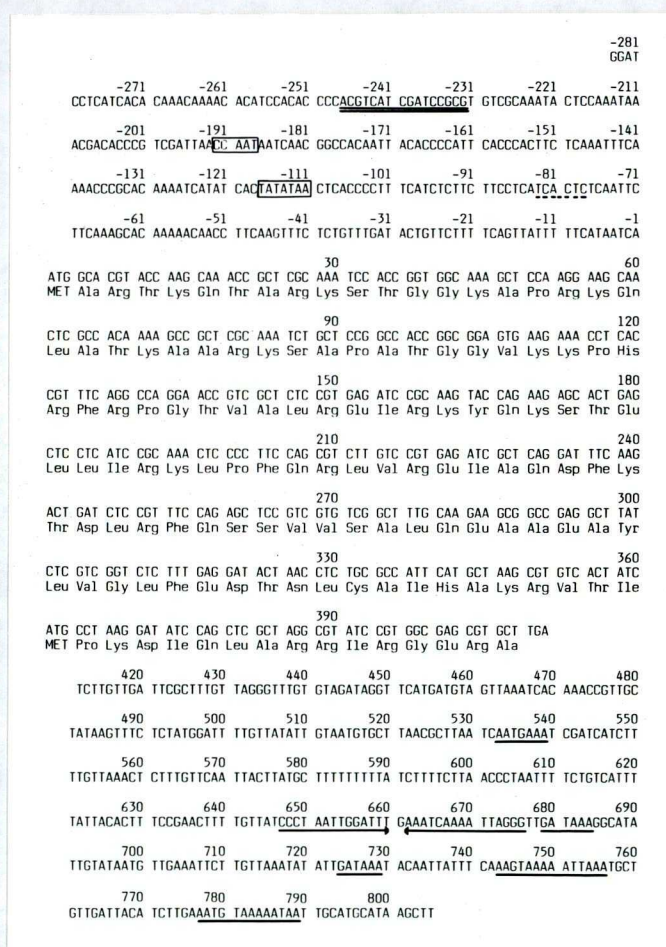 -281
GGAT
-271 -261 -251 -241 -231 -221 -211
CCTCATCACA CAAACAAAAC ACATCCACAC CCCACGTCAT CGATCCGCGT GTCGCAAATA CTCCAAATAA
-201 -191 -181 -171 -161 -151 -141
ACGACACCCG TCGATTAACC AATAATCAAC GGCCACAATT ACACCCCATT CACCCACTTC TCAAATTTCA
-131 -121 -111 -101 -91 -81 -71
AAACCCGCAC AAAATCATAT CACTATATAA CTCACCCCTT TCATCTCTTC TTCCTCATCA CTCTCAATTC
-61 -51 -41 -31 -21 -11 -1
TTCAAAGCAC AAAAACAACC TTCAAGTTTC TCTGTTTGAT ACTGTTCTTT TCAGTTATTT TTCATAATCA
30 60
ATG GCA CGT ACC AAG CAA ACC GCT CGC AAA TCC ACC GGT GGC AAA GCT CCA AGG AAG CAA
MET Ala Arg Thr Lys Gln Thr Ala Arg Lys Ser Thr Gly Gly Lys Ala Pro Arg Lys Gln
90 120
CTC GCC ACA AAA GCC GCT CGC AAA TCT GCT CCG GCC ACC GGC GGA GTG AAG AAA CCT CAC
Leu Ala Thr Lys Ala Ala Arg Lys Ser Ala Pro Ala Thr Gly Gly Val Lys Lys Pro His
150 180
CGT TTC AGG CCA GGA ACC GTC GCT CTC CGT GAG ATC CGC AAG TAC CAG AAG AGC ACT GAG
Arg Phe Arg Pro Gly Thr Val Ala Leu Arg Glu Ile Arg Lys Tyr Gln Lys Ser Thr Glu
210 240
CTC CTC ATC CGC AAA CTC CCC TTC CAG CGT CTT GTC CGT GAG ATC GCT CAG GAT TTC AAG
Leu Leu Ile Arg Lys Leu Pro Phe Gln Arg Leu Val Arg Glu Ile Ala Gln Asp Phe Lys
270 300
ACT GAT CTC CGT TTC CAG AGC TCC GTC GTG TCG GCT TTG CAA GAA GCG GCC GAG GCT TAT
Thr Asp Leu Arg Phe Gln Ser Ser Val Val Ser Ala Leu Gln Glu Ala Ala Glu Ala Tyr
330 360
CTC GTC GGT CTC TTT GAG GAT ACT AAC CTC TGC GCC ATT CAT GCT AAG CGT GTC ACT ATC
Leu Val Gly Leu Phe Glu Asp Thr Asn Leu Cys Ala Ile His Ala Lys Arg Val Thr Ile
390
ATG CCT AAG GAT ATC CAG CTC GCT AGG CGT ATC CGT GGC GAG CGT GCT TGA
MET Pro Lys Asp Ile Gln Leu Ala Arg Arg Ile Arg Gly Glu Arg Ala
420 430 440 450 460 470 480
TCTTGTTGA TTCGCTTTGT TAGGGTTTGT GTAGATAGGT TCATGATGTA GTTAAATCAC AAACCGTTGC
490 500 510 520 530 540 550
TATAAGTTTC TCTATGGATT TTGTTATATT GTAATGTGCT TAACGCTTAA TCAATGAAAT CGATCATCTT
560 570 580 590 600 610 620
TTGTTAAACT CTTTGTTCAA TTACTTATGC TTTTTTTTTA TCTTTTCTTA ACCCTAATTT TCTGTCATTT
630 640 650 660 670 680 690
TATTACACTT TCCGAACTTT TGTTATCCCT AATTGGATTT GAAATCAAAA TTAGGGTTGA TAAAGGCATA
700 710 720 730 740 750 760
TTGTATAATG TTGAAATTCT TGTTAAATAT ATTGATAAAT ACAATTATTT CAAAGTAAAA ATTAAATGCT
770 780 790 800
GTTGATTACA TCTTGAAATG TAAAAATAAT TGCATGCATA AGCTT